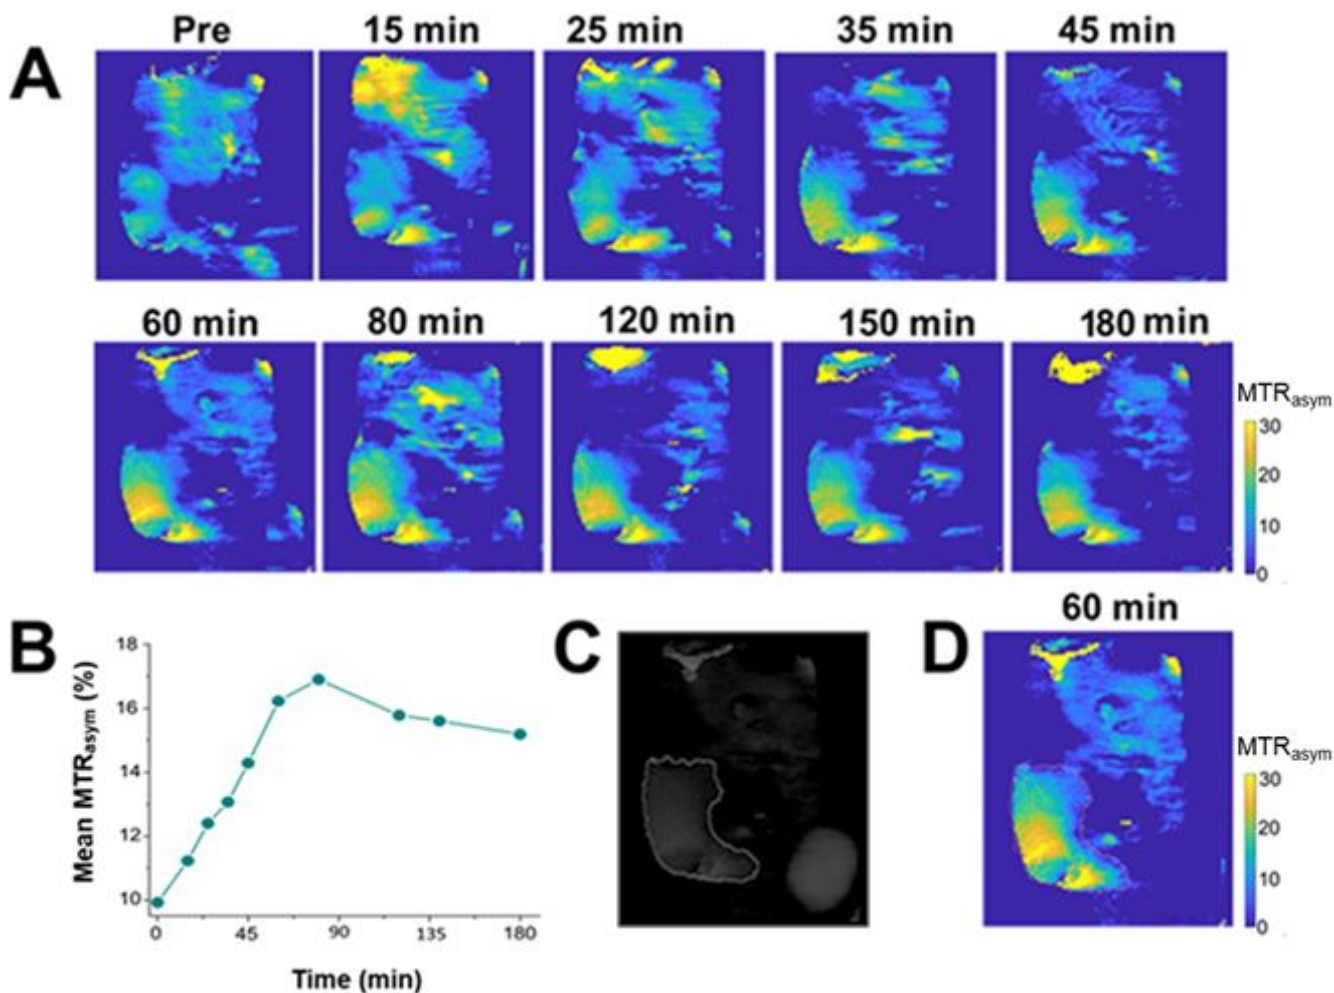 Pre 15 min 25 min 35 min 45 min
A
60 min 80 min 120 min 150 min 180 min
MTRasym
30
20
10
0
B
18
16
14
12
10
Mean MTRasym (%)
0 45 90 135 180
Time (min)
C
D
60 min
MTRasym
30
20
10
0